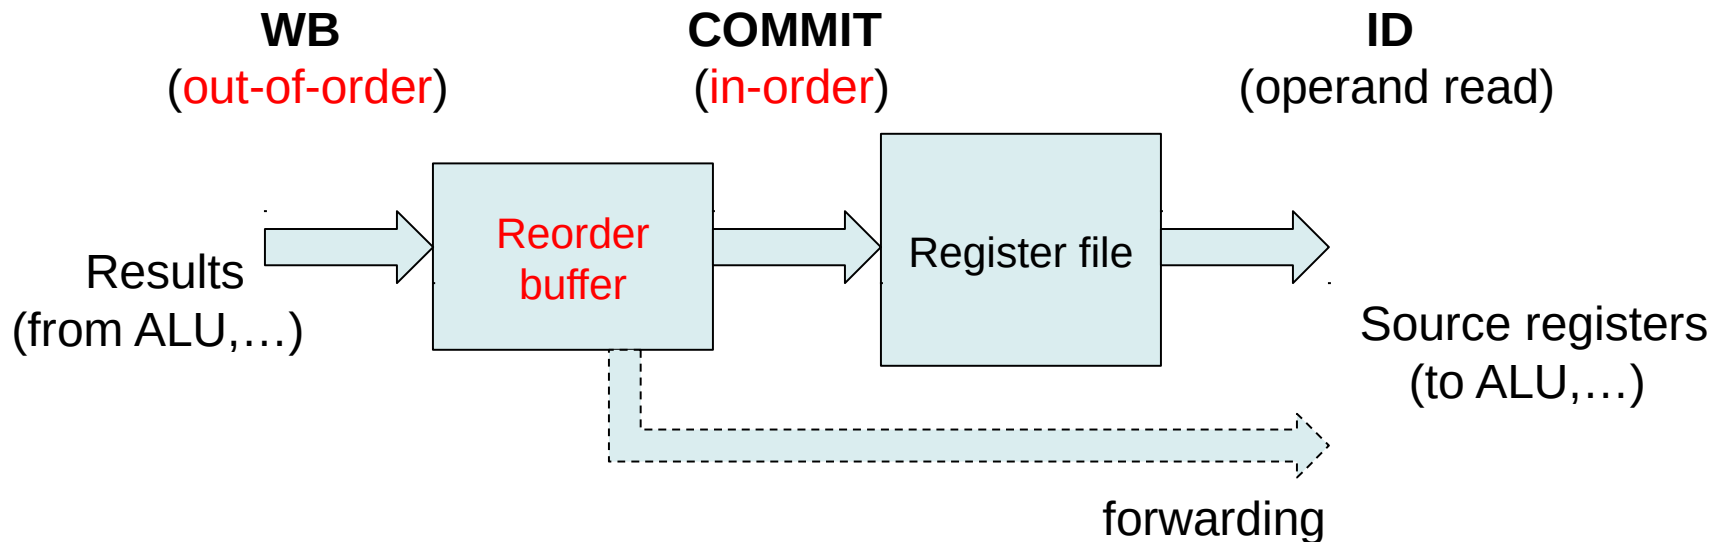 WB
(out-of-order)
COMMIT
(in-order)
ID
(operand read)
Results
(from ALU,…)
Reorder
buffer
Register file
Source registers
(to ALU,…)
forwarding